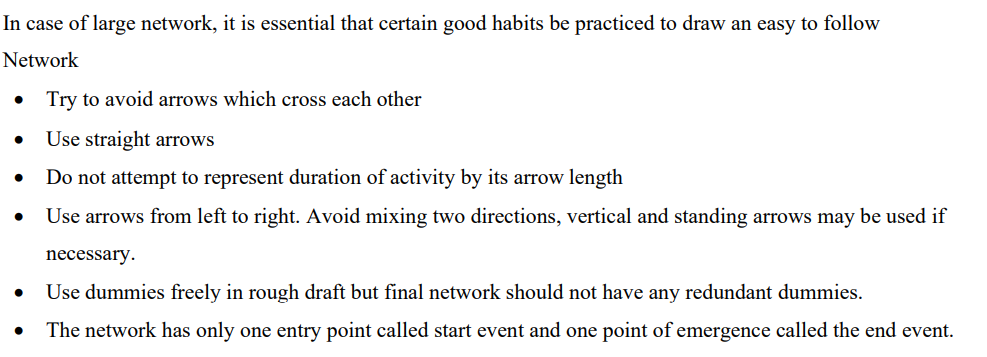 In case of large network, it is essential that certain good habits be practiced to draw an easy to follow
Network
• Try to avoid arrows which cross each other
• Use straight arrows
• Do not attempt to represent duration of activity by its arrow length
• Use arrows from left to right. Avoid mixing two directions, vertical and standing arrows may be used if
necessary.
• Use dummies freely in rough draft but final network should not have any redundant dummies.
• The network has only one entry point called start event and one point of emergence called the end event.